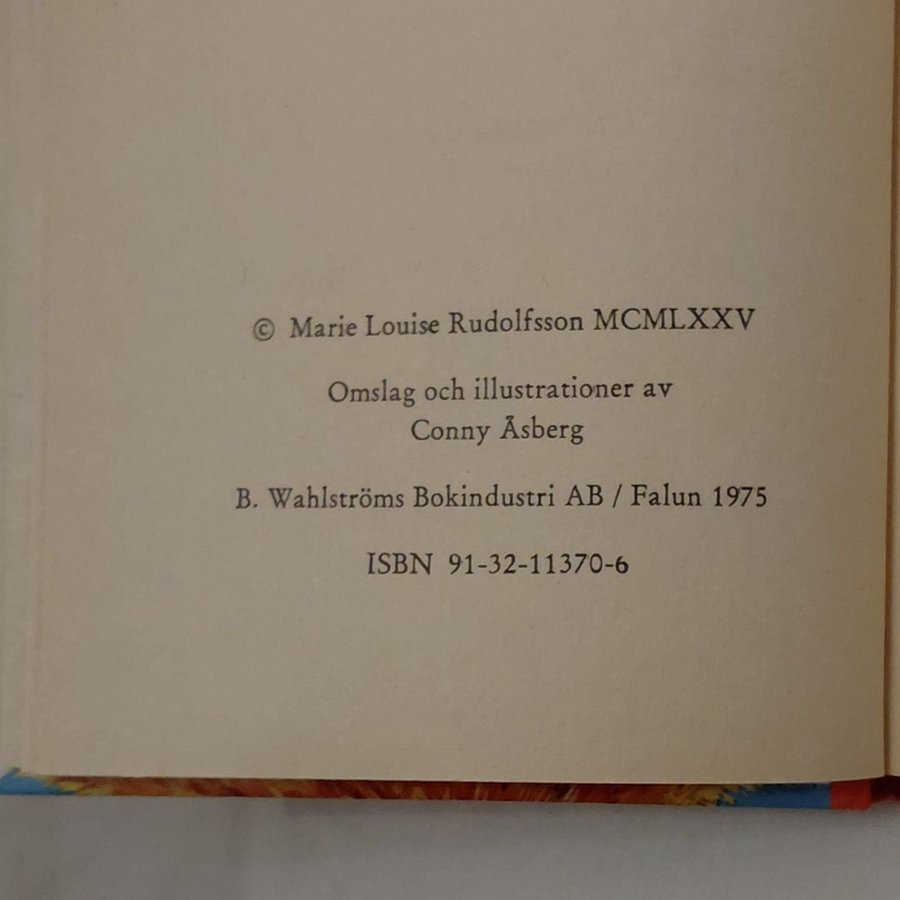 © Marie Louise Rudolfsson MCMLXXV
Omslag och illustrationer av
Conny Åsberg
B. Wahlströms Bokindustri AB / Falun 1975
ISBN 91-32-11370-6